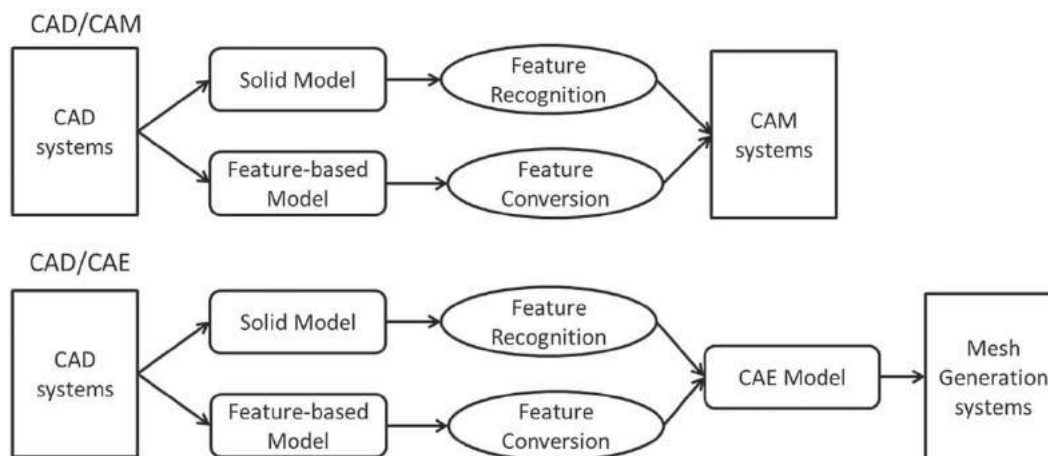 CAD/CAM
CAD
systems
Solid Model
Feature
Recognition
Feature-based
Model
Feature
Conversion
CAM
systems
CAD/CAE
CAD
systems
Solid Model
Feature
Recognition
Feature-based
Model
Feature
Conversion
CAE Model
Mesh
Generation
systems